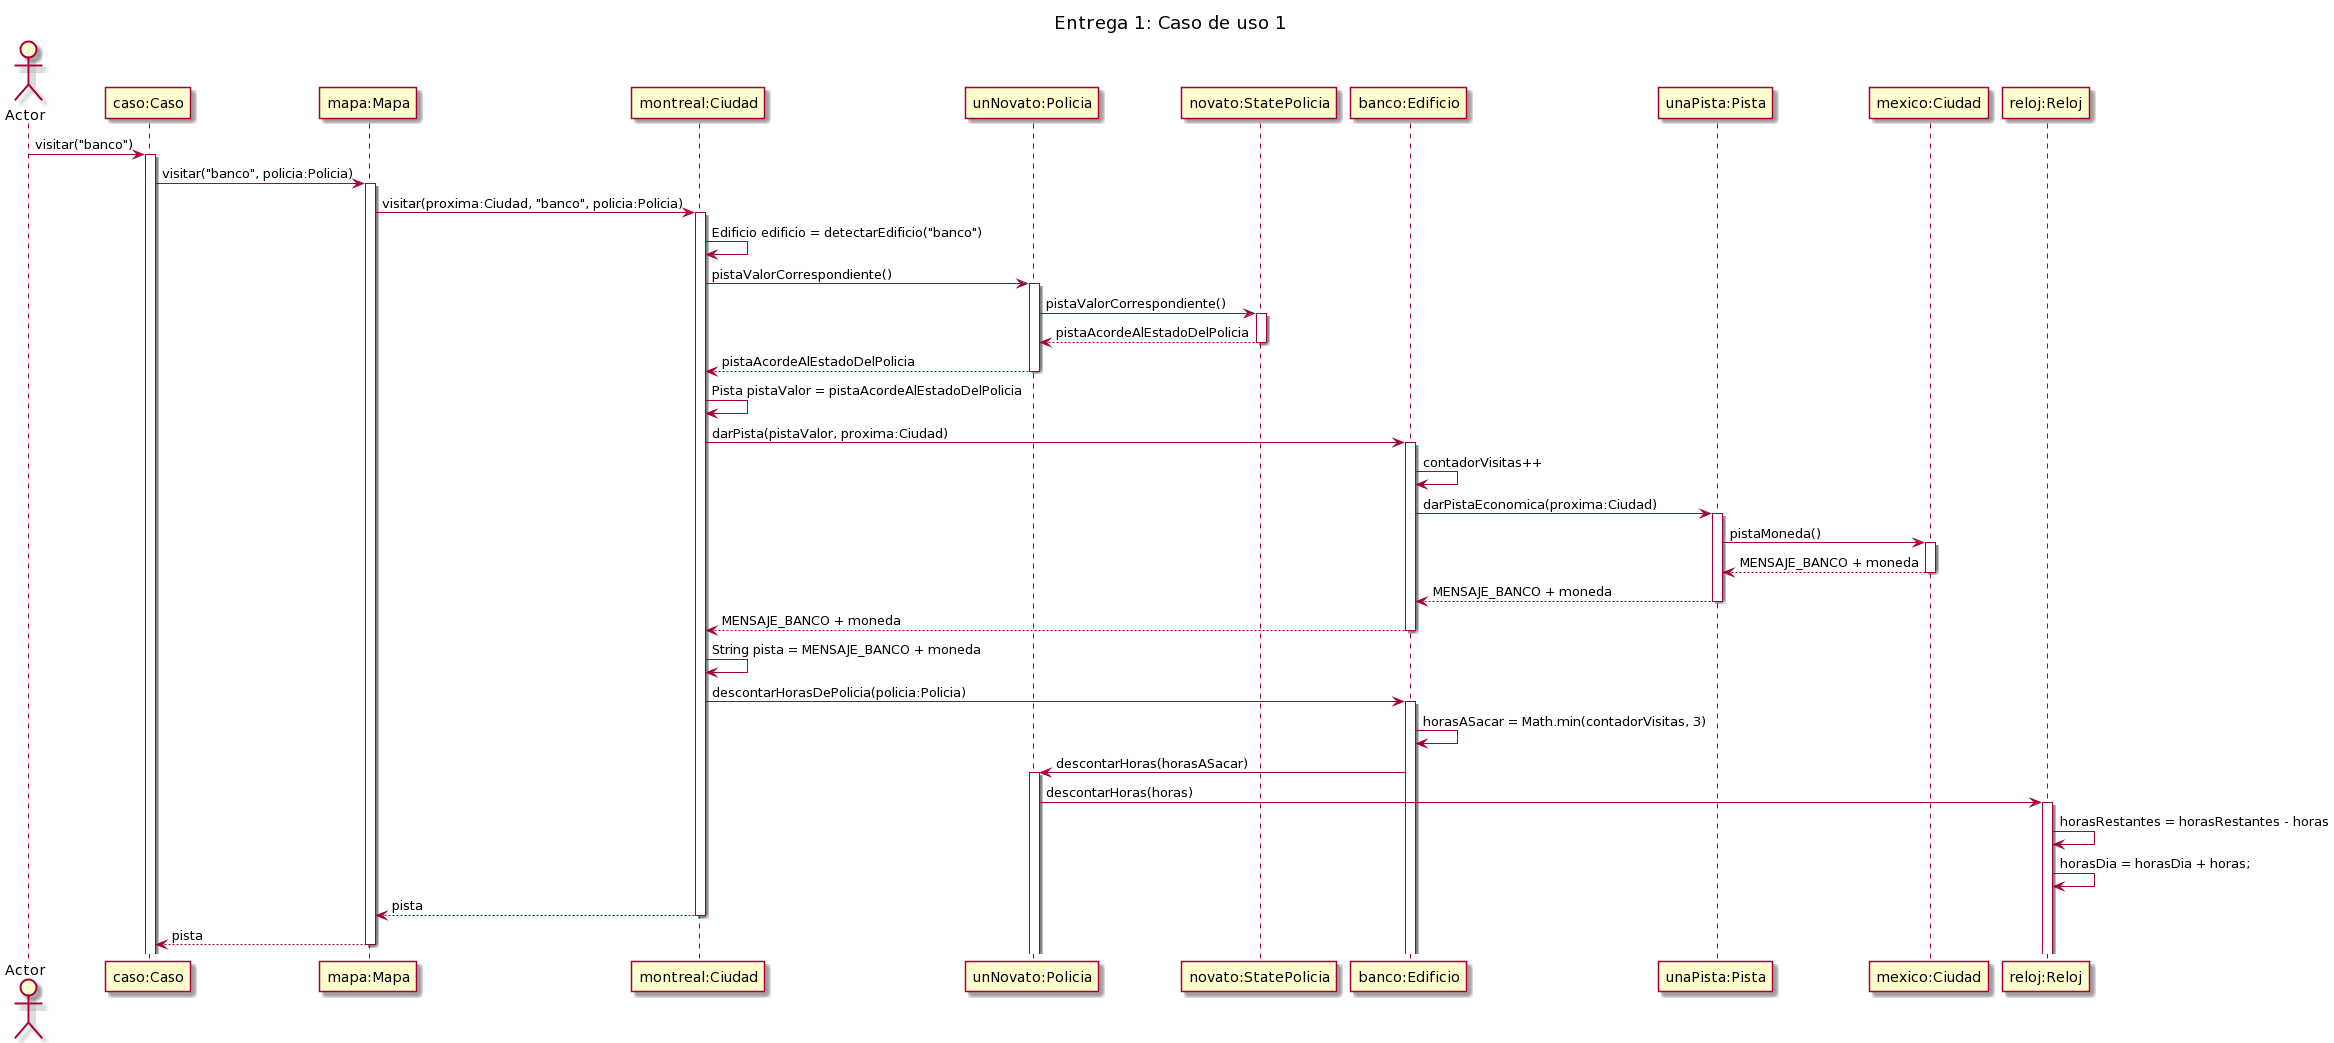 Entrega 1: Caso de uso 1
Actor
caso:Caso
mapa:Mapa
montreal:Ciudad
unNovato:Policia
novato:StatePolicia
banco:Edificio
unaPista:Pista
mexico:Ciudad
reloj:Reloj
visitar("banco")
visitar("banco", policia:Policia)
visitar(proxima:Ciudad, "banco", policia:Policia)
Edificio edificio = detectarEdificio("banco")
pistaValorCorrespondiente()
pistaValorCorrespondiente()
pistaAcordeAlEstadoDelPolicia
pistaAcordeAlEstadoDelPolicia
Pista pistaValor = pistaAcordeAlEstadoDelPolicia
darPista(pistaValor, proxima:Ciudad)
contadorVisitas++
darPistaEconomica(proxima:Ciudad)
pistaMoneda()
MENSAJE_BANCO + moneda
MENSAJE_BANCO + moneda
MENSAJE_BANCO + moneda
String pista = MENSAJE_BANCO + moneda
descontarHorasDePolicia(policia:Policia)
horasASacar = Math.min(contadorVisitas, 3)
descontarHoras(horasASacar)
descontarHoras(horas)
horasRestantes = horasRestantes - horas
horasDia = horasDia + horas;
pista
pista
Actor
caso:Caso
mapa:Mapa
montreal:Ciudad
unNovato:Policia
novato:StatePolicia
banco:Edificio
unaPista:Pista
mexico:Ciudad
reloj:Reloj